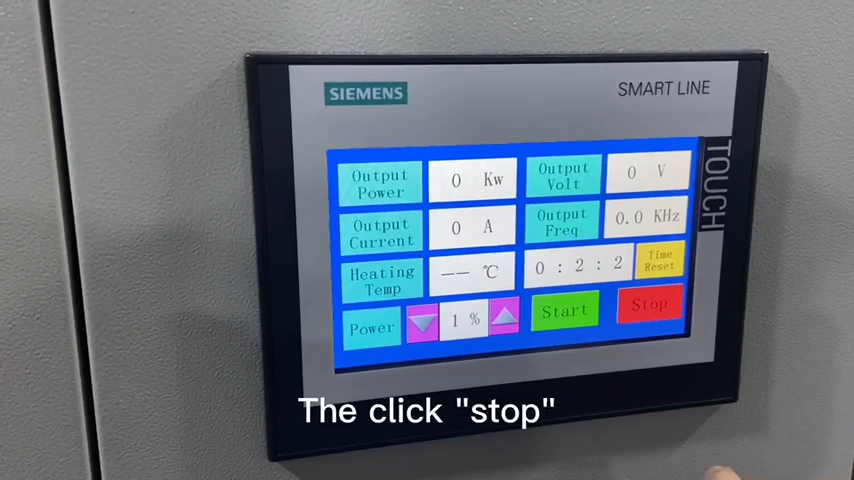 SIEMENS
SMART LINE
TOUCH
Output
Power
0 Kw
Output
Volt
0 V
Output
Current
0 A
Output
Freq
0.0 KHz
Heating
Temp
-- ℃
0 : 2 : 2
Time
Reset
Power
1 %
Start
Stop
The click "stop"